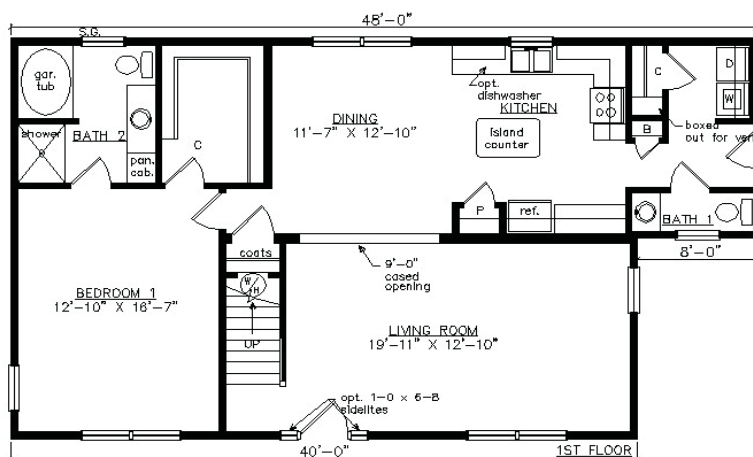 48'-0"
S.G.
gar.
tub
shower
BATH 2
pan.
cab.
C
DINING
11'-7" X 12'-10"
opt.
dishwasher
KITCHEN
Island
counter
C
D
W
B
boxed
out for
P
ref.
BATH 1
8'-0"
coats
W
H
UP
9'-0"
cased
opening
BEDROOM 1
12'-10" X 16'-7"
LIVING ROOM
19'-11" X 12'-10"
opt. 1-0 x 6-8
sidelites
40'-0"
1ST FLOOR